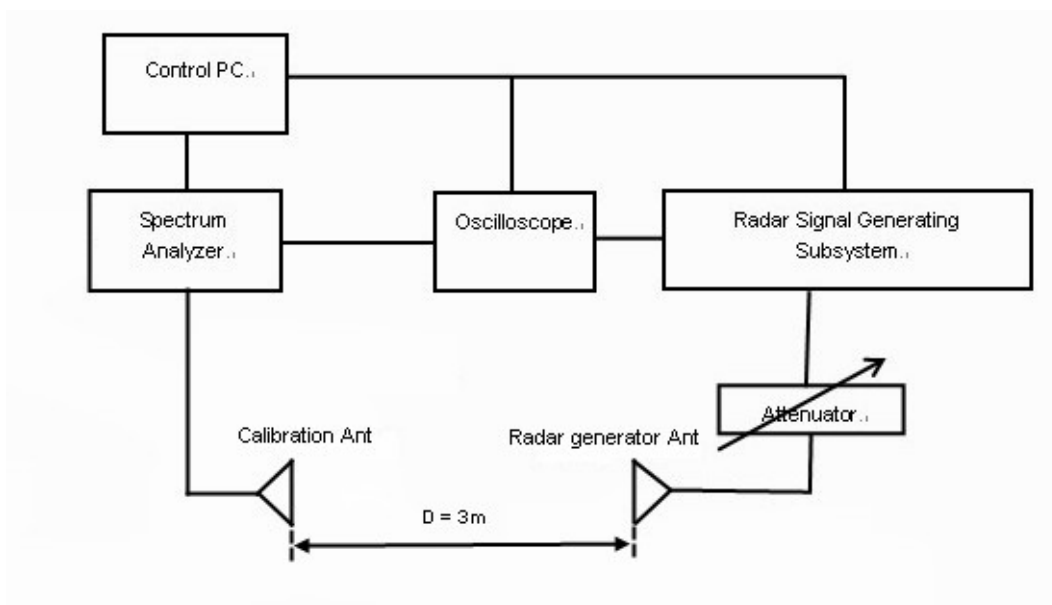 Control PC.
Spectrum
Analyzer.
Oscilloscope.
Radar Signal Generating
Subsystem.
Attenuator.
Calibration Ant
Radar generator Ant
D = 3m